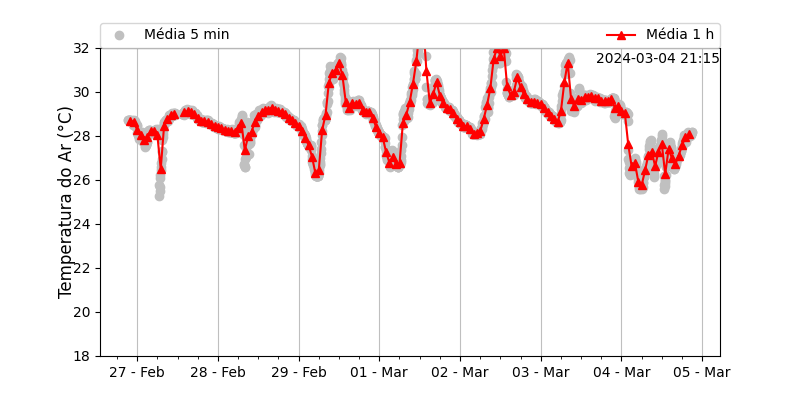 Média 5 min
Média 1 h
2024-03-04 21:15
Temperatura do Ar (°C)
32
30
28
26
24
22
20
18
27 - Feb
28 - Feb
29 - Feb
01 - Mar
02 - Mar
03 - Mar
04 - Mar
05 - Mar